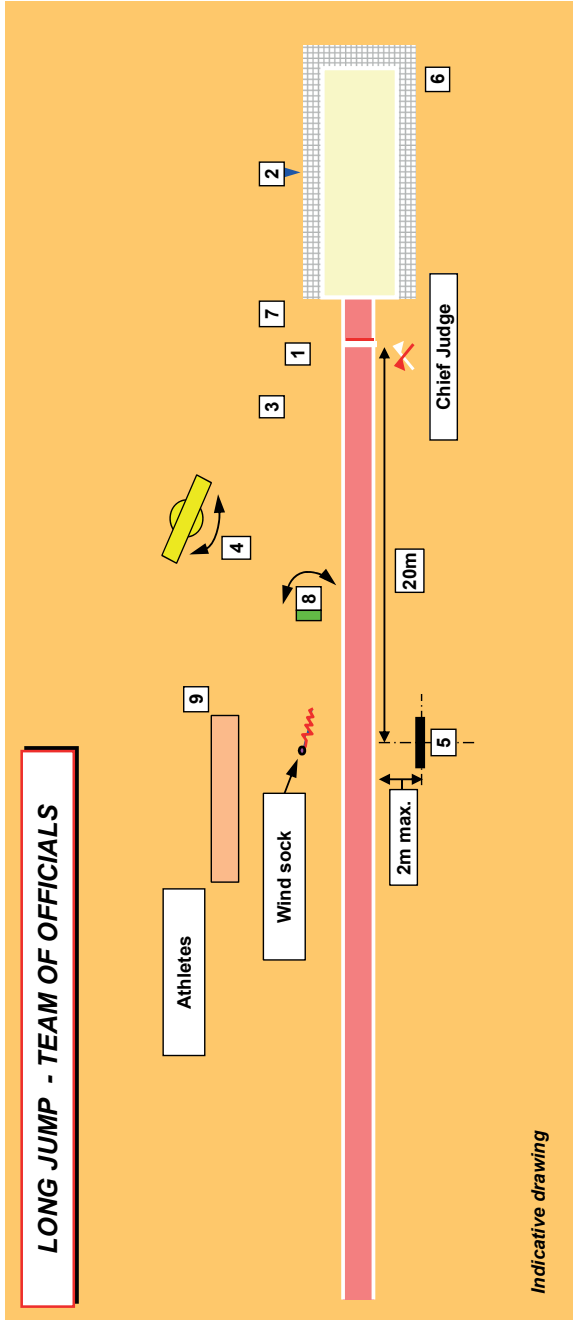 LONG JUMP - TEAM OF OFFICIALS
Athletes
9
Wind sock
4
8
3
1
7
2
6
Chief Judge
20m
5
2m max.
Indicative drawing